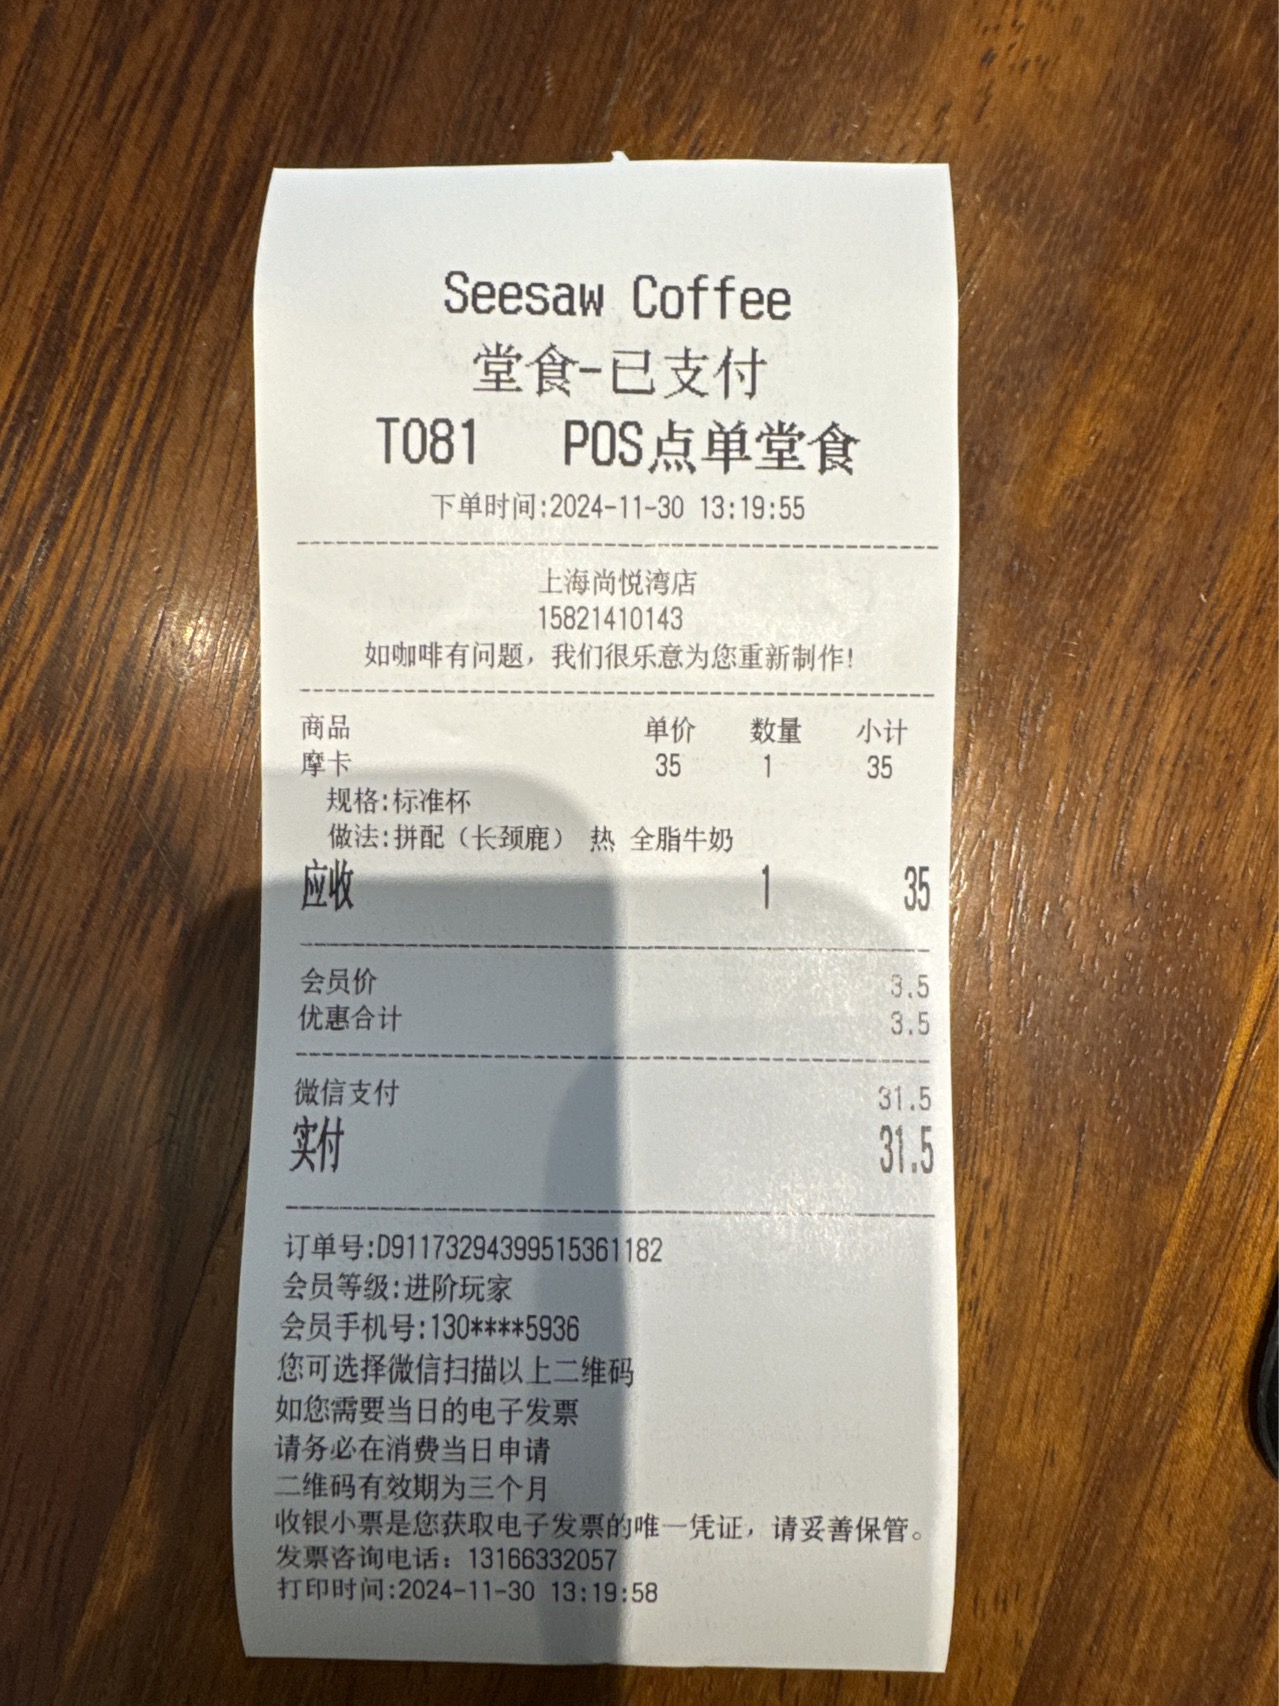 Seesaw Coffee
堂食-已支付
T081 POS点单堂食
下单时间:2024-11-30 13:19:55
上海尚悦湾店
15821410143
如咖啡有问题，我们很乐意为您重新制作!
商品 单价 数量 小计
摩卡 35 1 35
规格:标准杯
做法:拼配（长颈鹿） 热 全脂牛奶
应收 1 35
会员价 3.5
优惠合计 3.5
微信支付 31.5
实付 31.5
订单号:D91173294399515361182
会员等级:进阶玩家
会员手机号:130****5936
您可选择微信扫描以上二维码
如您需要当日的电子发票
请务必在消费当日申请
二维码有效期为三个月
收银小票是您获取电子发票的唯一凭证，请妥善保管。
发票咨询电话：13166332057
打印时间:2024-11-30 13:19:58